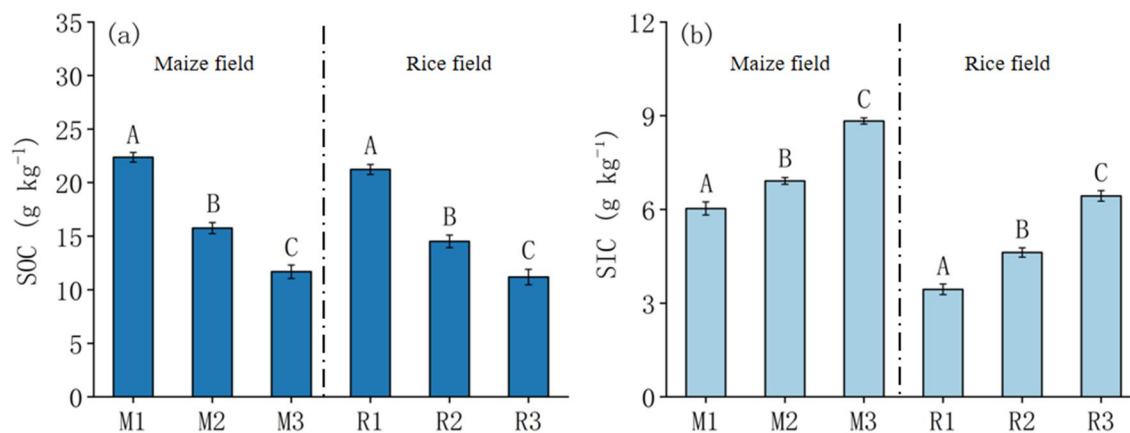 (a)
Maize field
Rice field
SOC (g kg⁻¹)
35
30
25
20
15
10
5
0
A
B
C
A
B
C
M1
M2
M3
R1
R2
R3
(b)
Maize field
Rice field
SIC (g kg⁻¹)
12
9
6
3
0
A
B
C
A
B
C
M1
M2
M3
R1
R2
R3